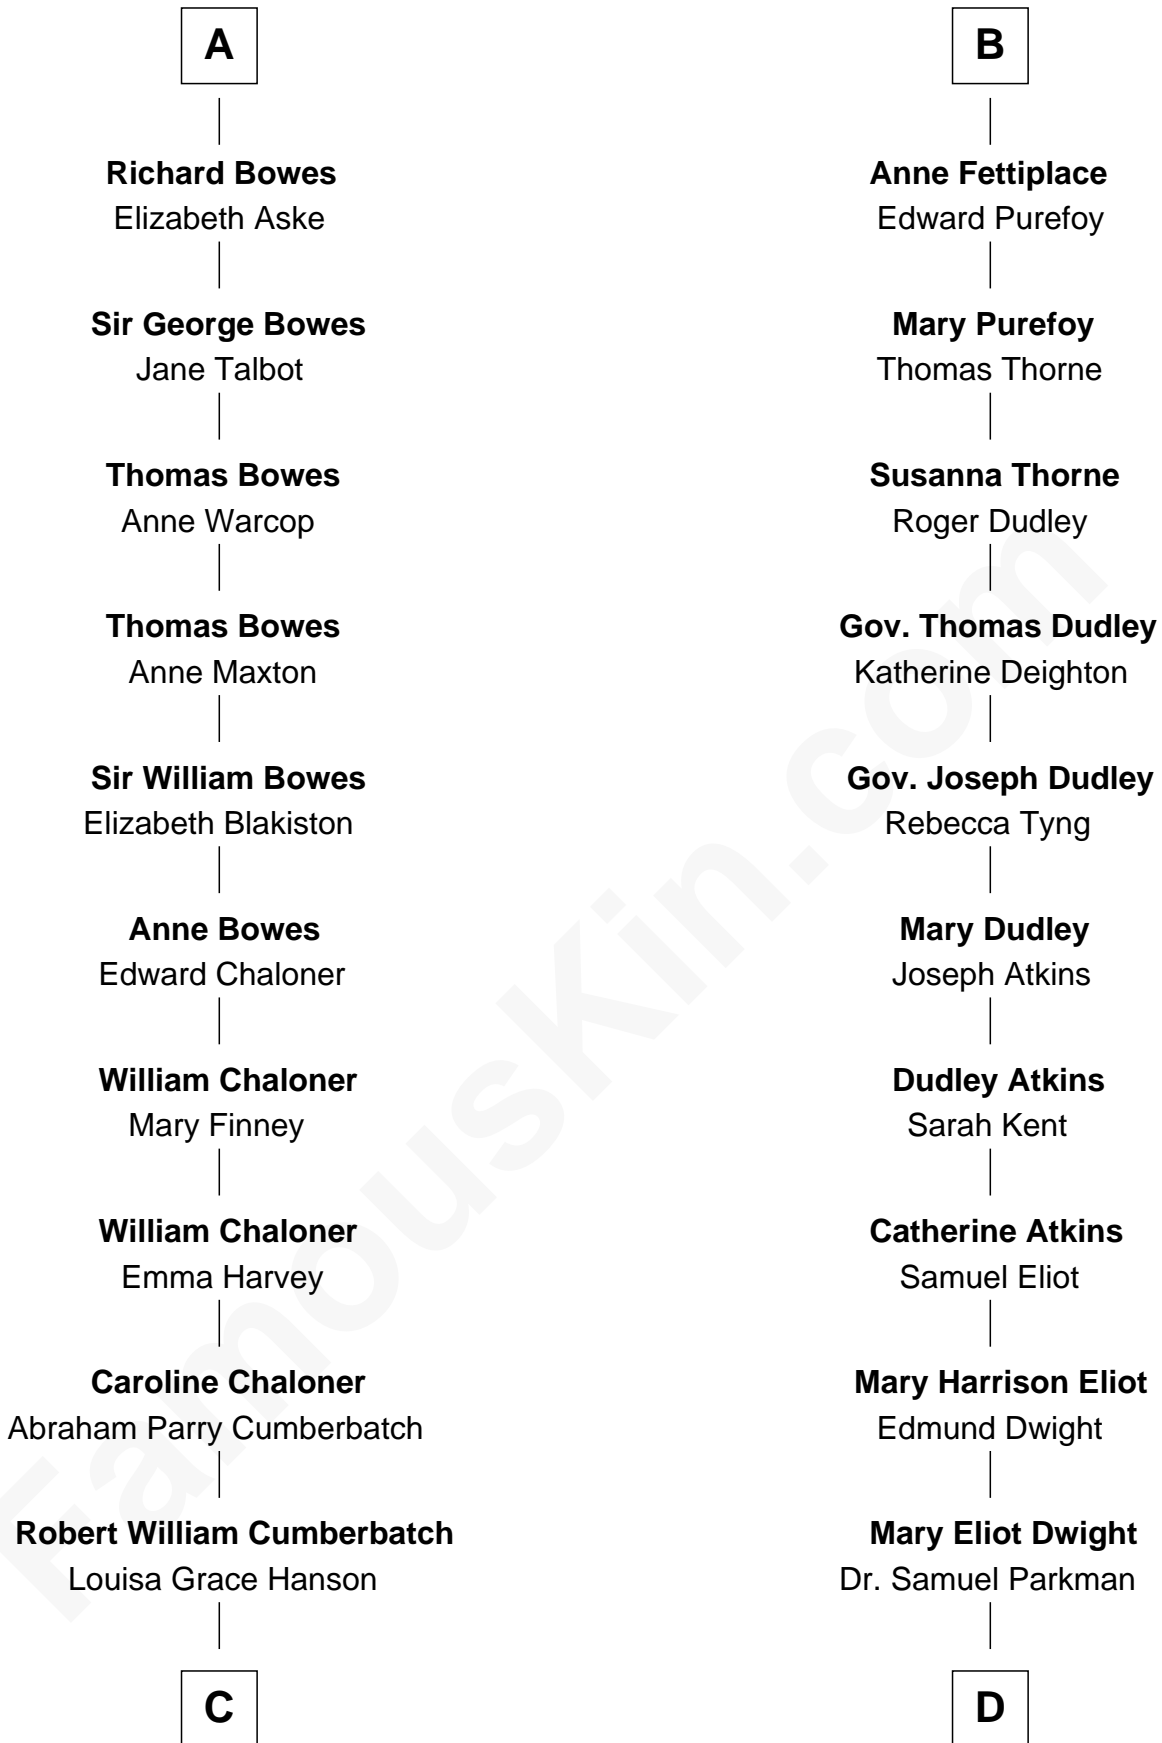 A
Richard Bowes
Elizabeth Aske
Sir George Bowes
Jane Talbot
Thomas Bowes
Anne Warcop
Thomas Bowes
Anne Maxton
Sir William Bowes
Elizabeth Blakiston
Anne Bowes
Edward Chaloner
William Chaloner
Mary Finney
William Chaloner
Emma Harvey
Caroline Chaloner
Abraham Parry Cumberbatch
Robert William Cumberbatch
Louisa Grace Hanson
C
B
Anne Fettiplace
Edward Purefoy
Mary Purefoy
Thomas Thorne
Susanna Thorne
Roger Dudley
Gov. Thomas Dudley
Katherine Deighton
Gov. Joseph Dudley
Rebecca Tyng
Mary Dudley
Joseph Atkins
Dudley Atkins
Sarah Kent
Catherine Atkins
Samuel Eliot
Mary Harrison Eliot
Edmund Dwight
Mary Eliot Dwight
Dr. Samuel Parkman
D
FamousKin.com